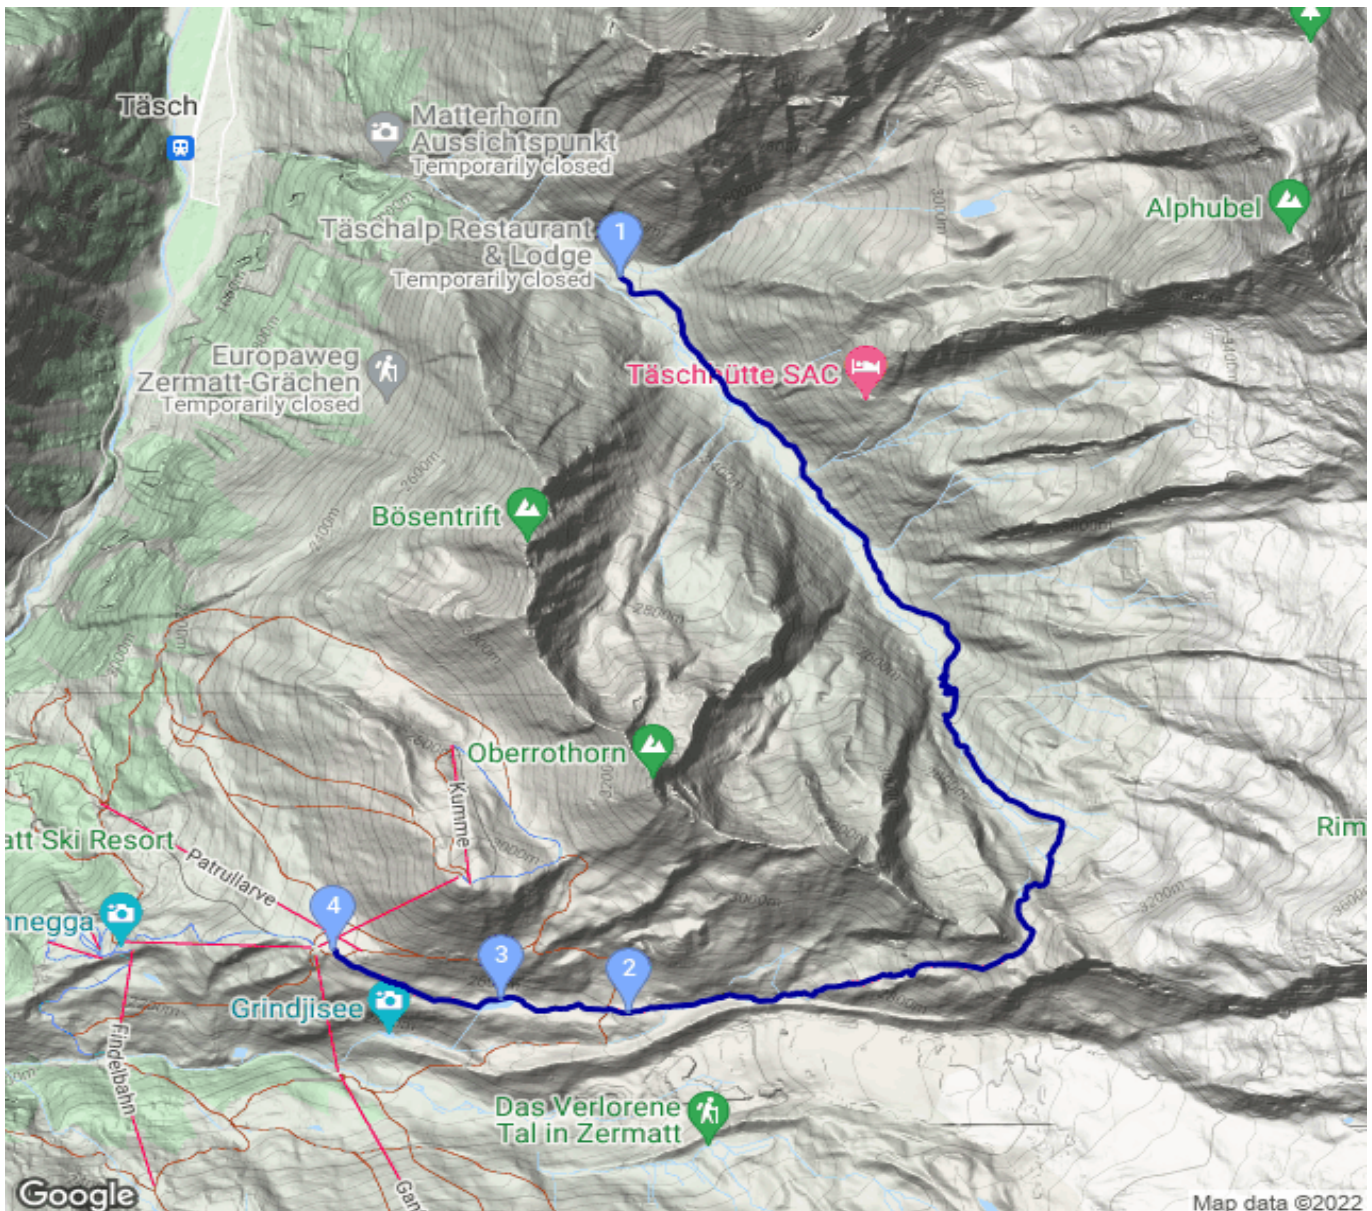 Täsch
Matterhorn
Aussichtspunkt
Temporarily closed
Alphubel
Täschalp Restaurant
& Lodge
Temporarily closed
1
Europaweg
Zermatt-Grächen
Temporarily closed
Täschhütte SAC
Bösentrift
Oberrothorn
Kumme
Rim
att Ski Resort
Patrullarve
nnegga
4
3
2
Grindjisee
Findelbahn
Das Verlorene
Tal in Zermatt
Gan
Google
Map data ©2022